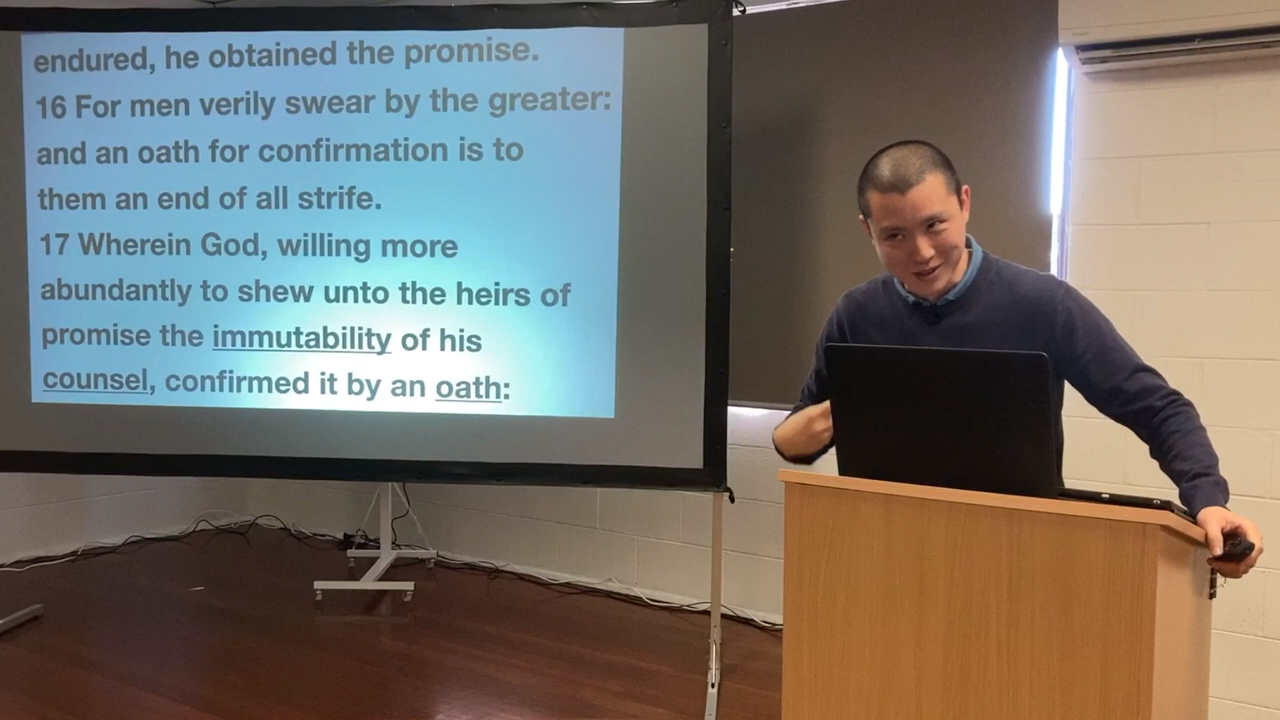 endured, he obtained the promise.
16 For men verily swear by the greater:
and an oath for confirmation is to
them an end of all strife.
17 Wherein God, willing more
abundantly to shew unto the heirs of
promise the immutability of his
counsel, confirmed it by an oath: